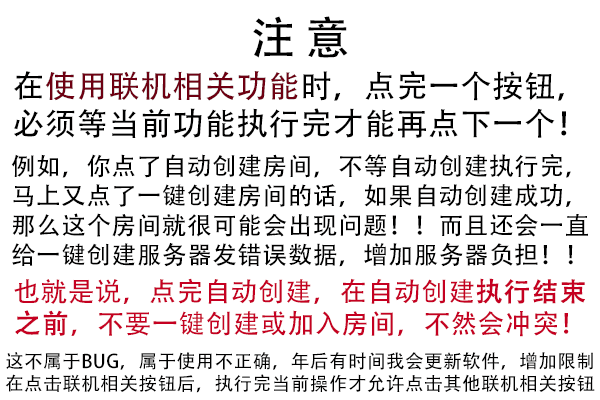 注意
在使用联机相关功能时，点完一个按钮，
必须等当前功能执行完才能再点下一个！
例如，你点了自动创建房间，不等自动创建执行完，
马上又点了一键创建房间的话，如果自动创建成功，
那么这个房间就很可能会出现问题！！而且还会一直
给一键创建服务器发错误数据，增加服务器负担！！
也就是说，点完自动创建，在自动创建执行结束
之前，不要一键创建或加入房间，不然会冲突！
这不属于BUG，属于使用不正确，年后有时间我会更新软件，增加限制
在点击联机相关按钮后，执行完当前操作才允许点击其他联机相关按钮